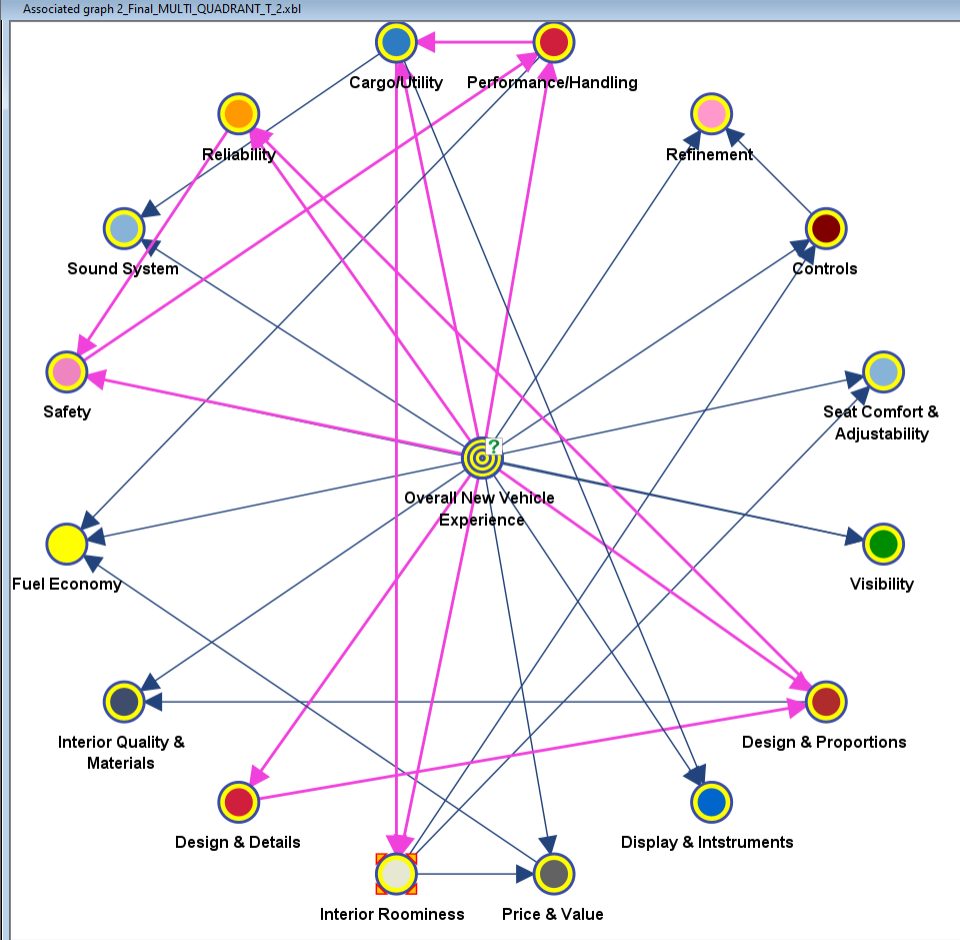 Associated graph 2_Final_MULTI_QUADRANT_T_2.xbl
Cargo/Utility
Performance/Handling
Reliability
Refinement
Sound System
Controls
Safety
Seat Comfort &
Adjustability
?
Overall New Vehicle
Experience
Fuel Economy
Visibility
Interior Quality &
Materials
Design & Proportions
Design & Details
Display & Intstruments
Interior Roominess
Price & Value